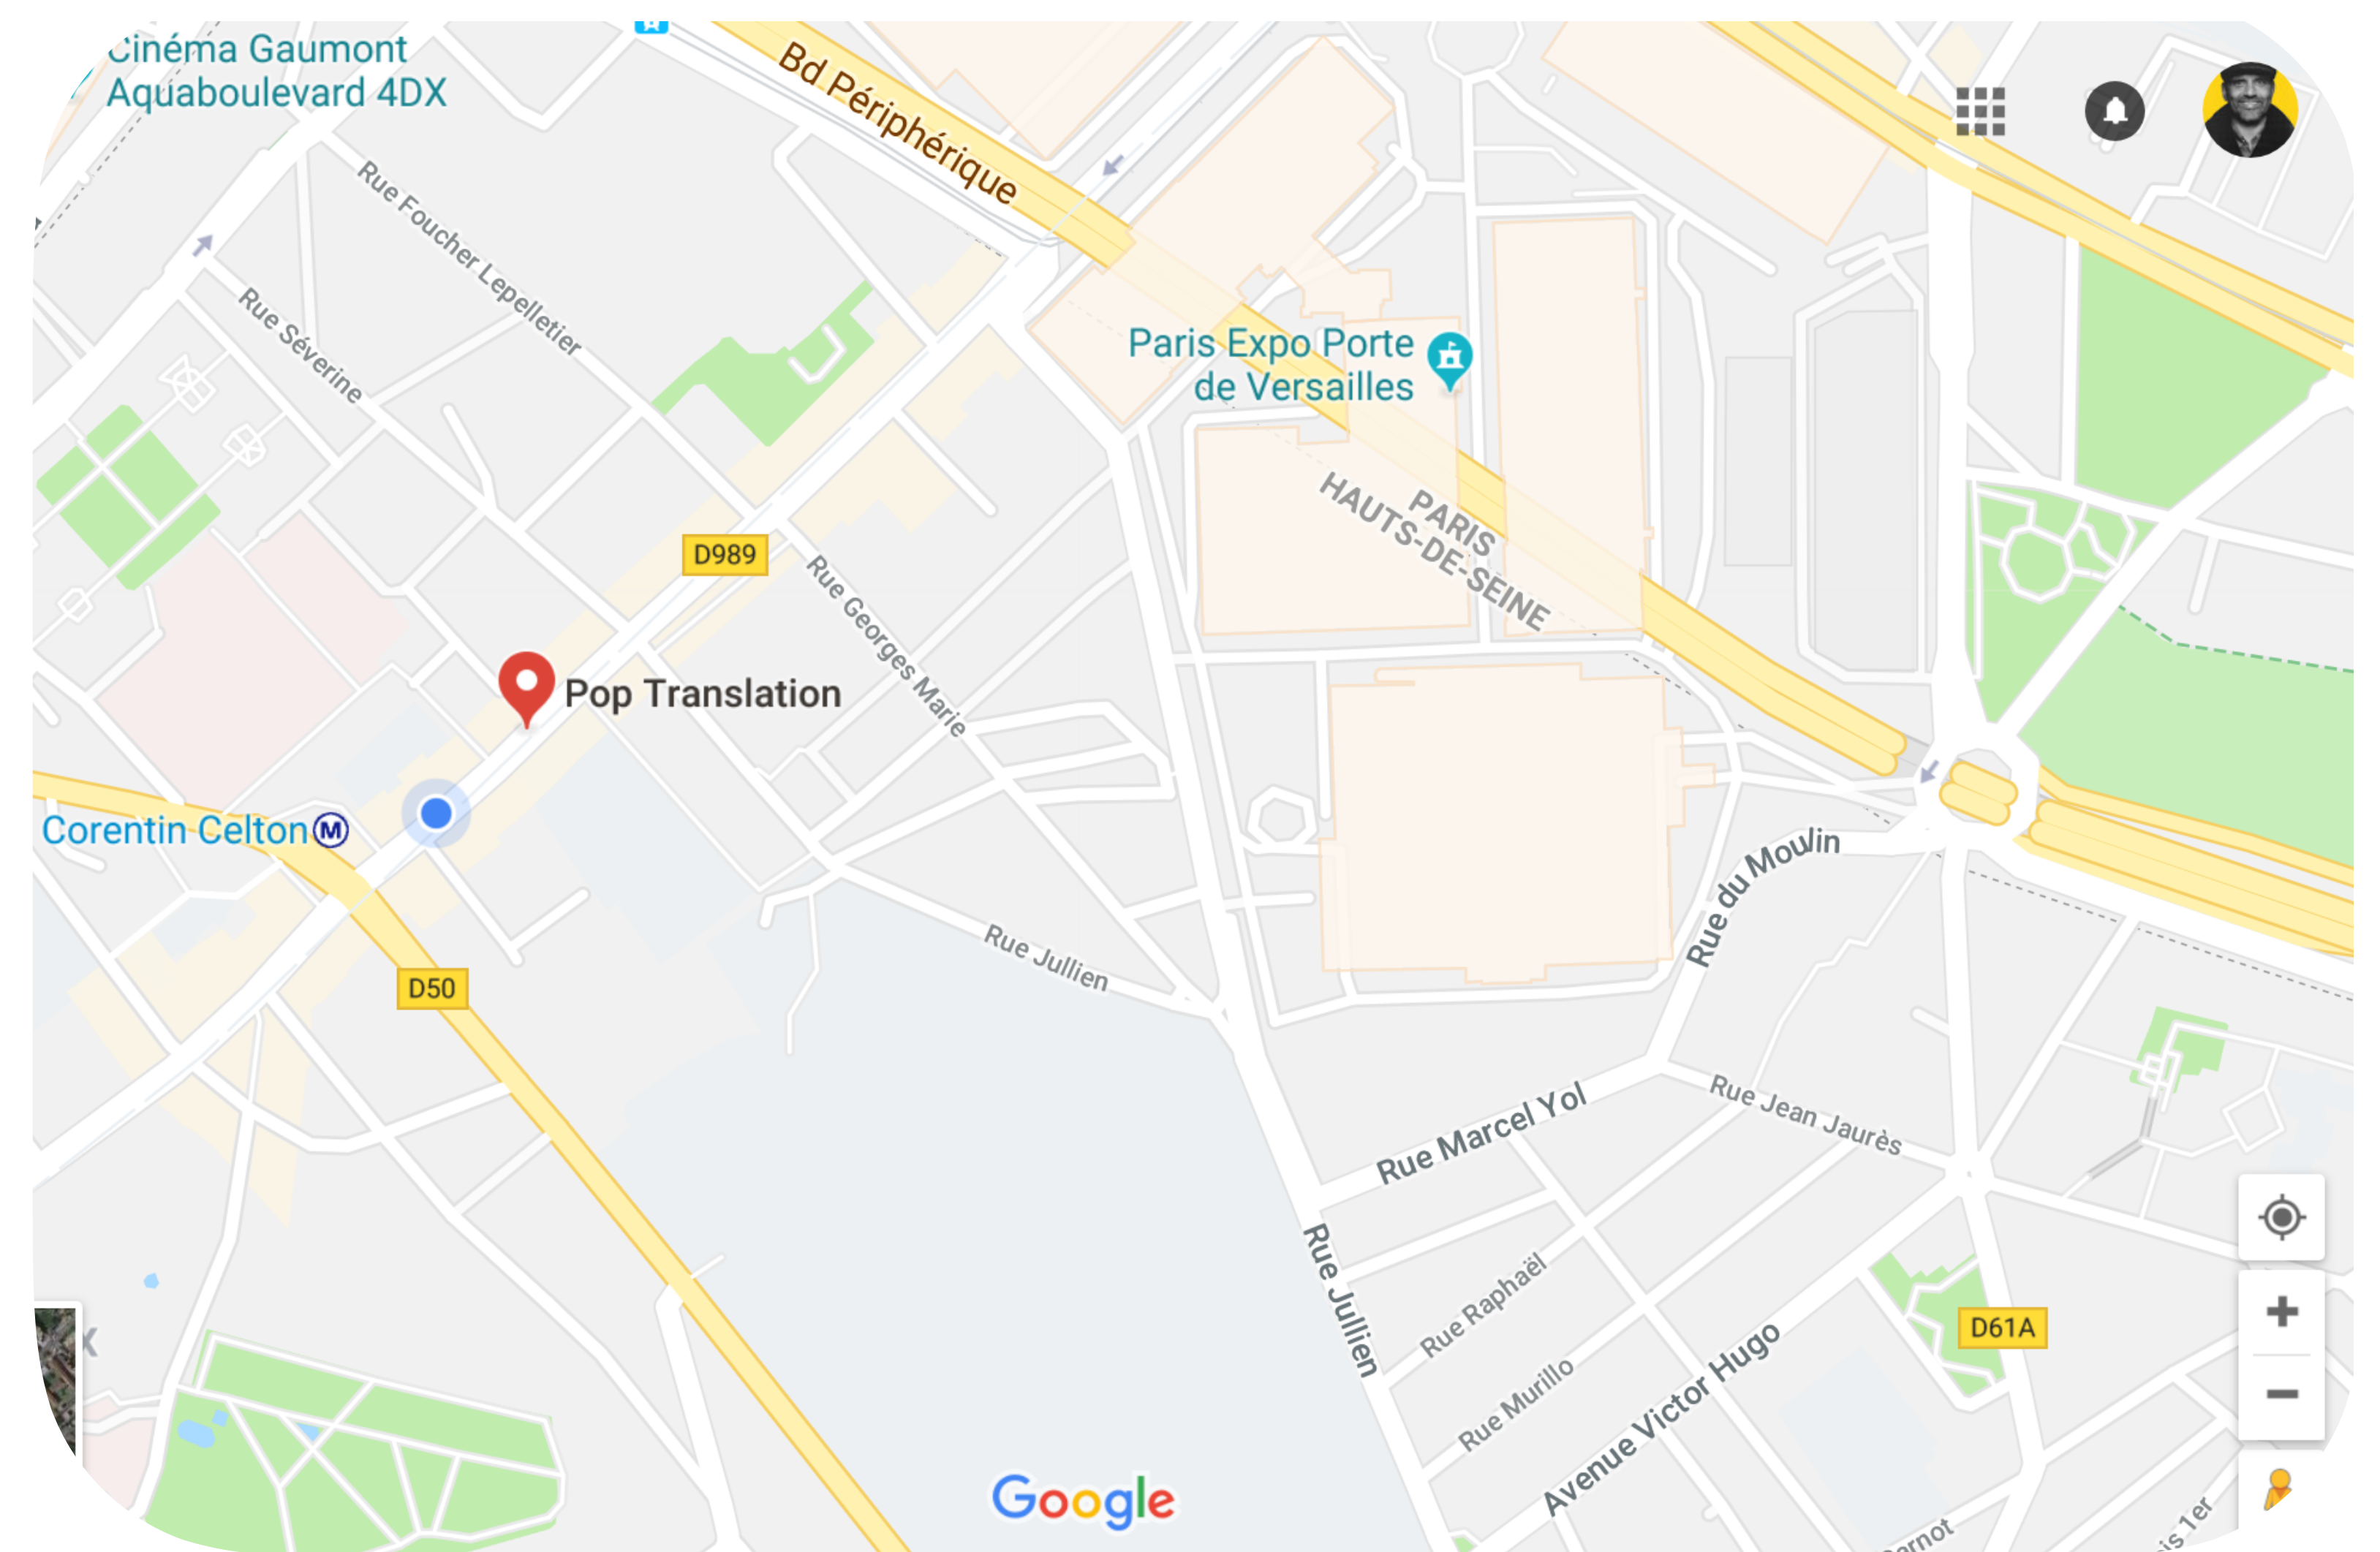 Cinéma Gaumont
Aquaboulevard 4DX
Bd Périphérique
Rue Foucher Lepelletier
Rue Séverine
Paris Expo Porte
de Versailles
PARIS
HAUTS-DE-SEINE
D989
Rue Georges Marie
Pop Translation
Corentin Celton M
Rue du Moulin
Rue Jullien
D50
Rue Marcel Yol
Rue Jean Jaurès
Rue Jullien
Rue Raphaël
D61A
Rue Murillo
Avenue Victor Hugo
Google